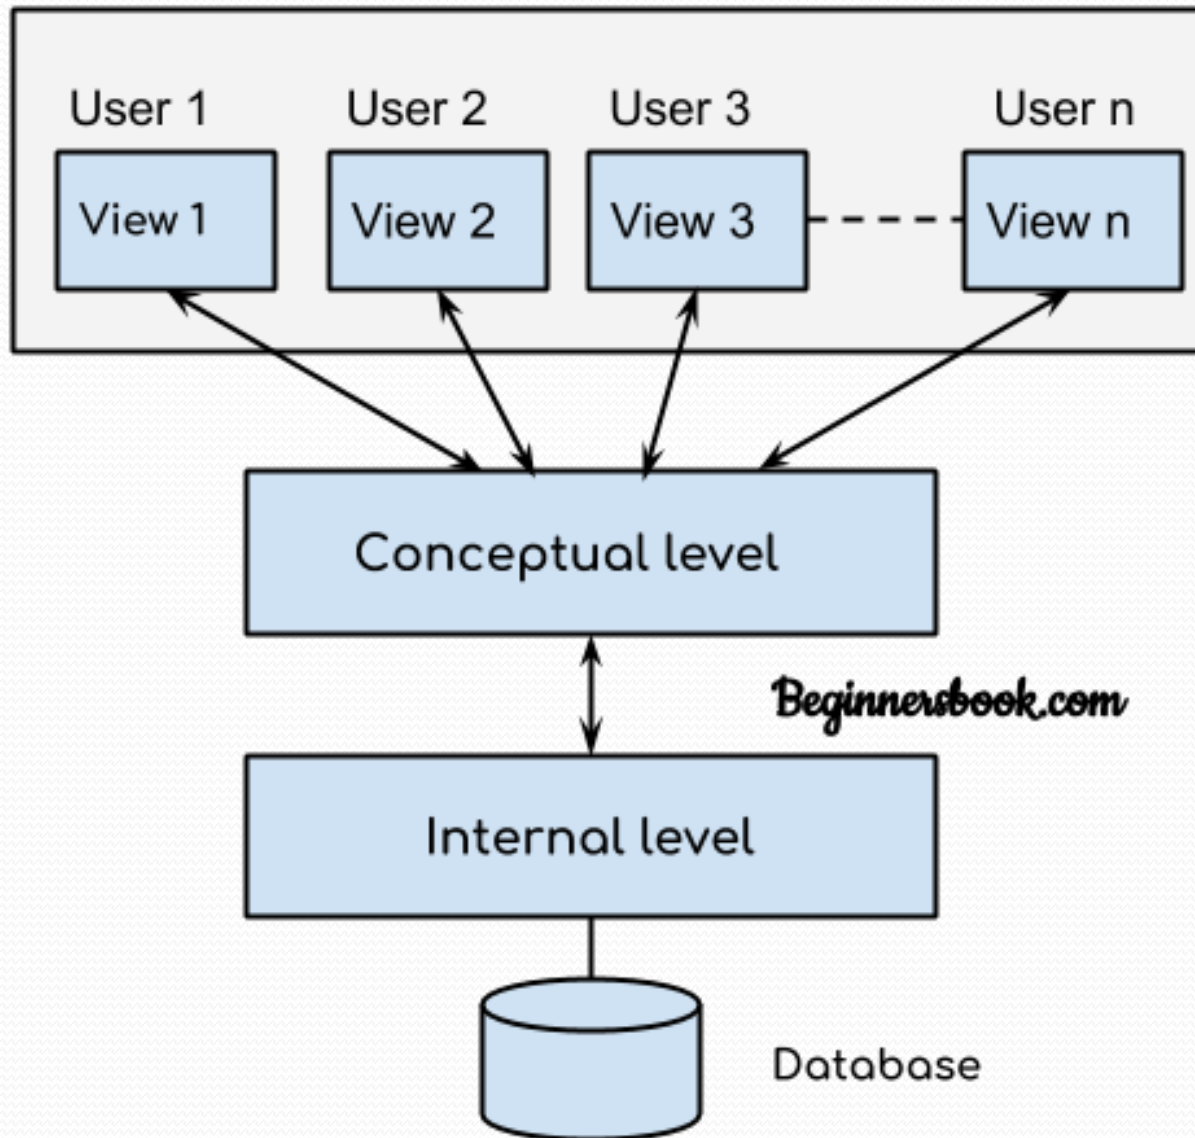 User 1 User 2 User 3 User n
View 1 View 2 View 3 View n
Conceptual level
Beginnersbook.com
Internal level
Database